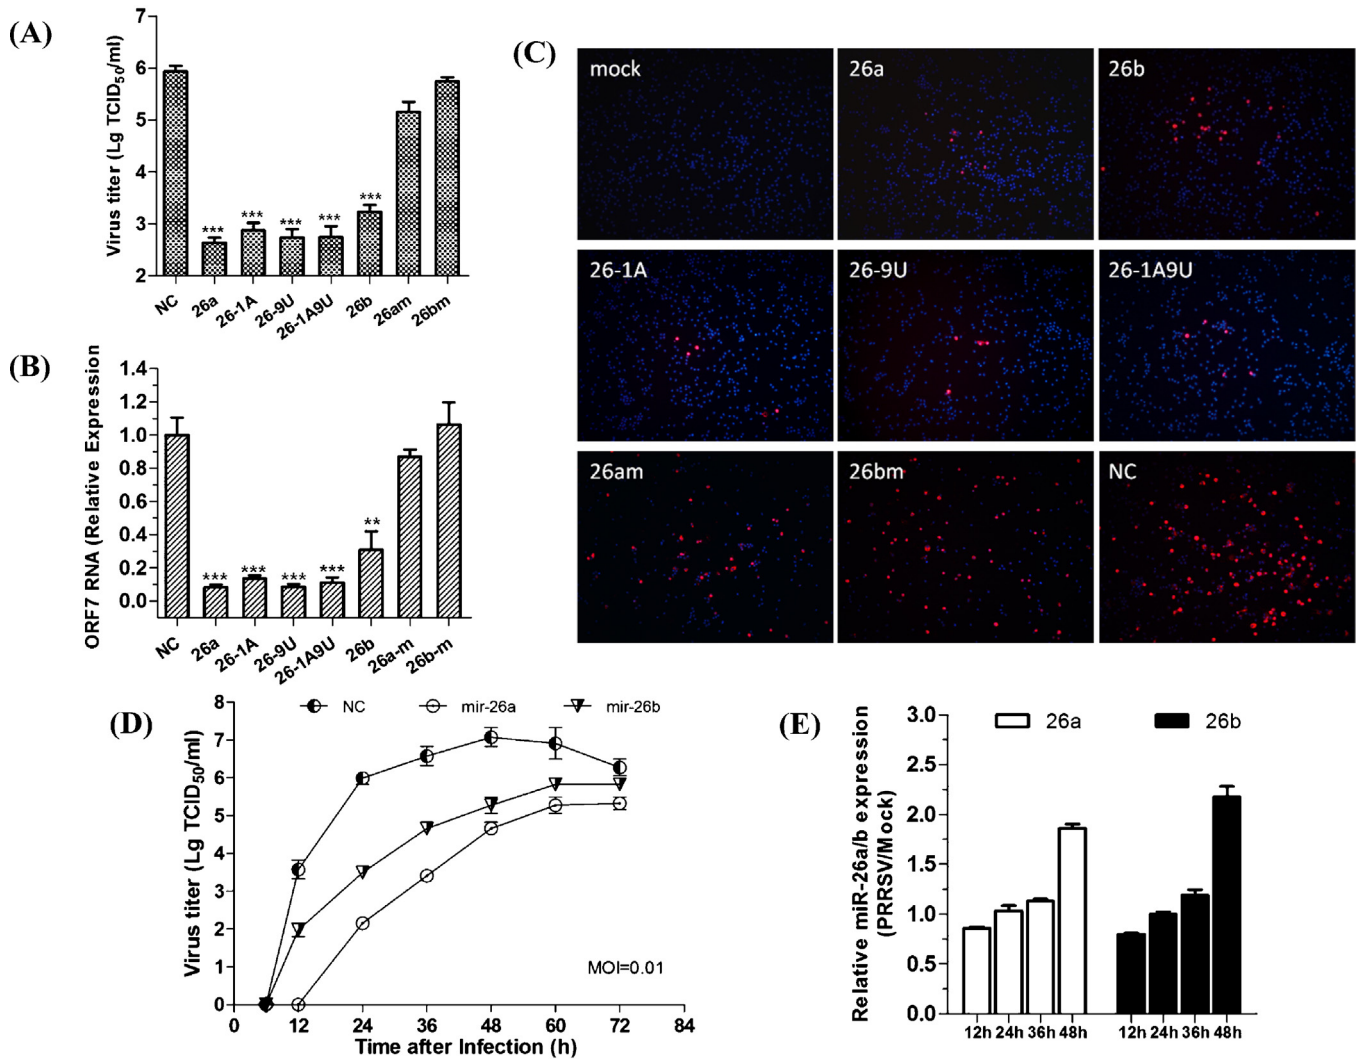 (A)
Virus titer (Lg TCID50/ml)
7
6
5
4
3
2
***
***
***
***
***
NC
26a
26-1A
26-9U
26-1A9U
26b
26am
26bm
(B)
ORF7 RNA (Relative Expression
1.4
1.2
1.0
0.8
0.6
0.4
0.2
0.0
***
***
***
***
**
NC
26a
26-1A
26-9U
26-1A9U
26b
26a-m
26b-m
(C)
mock
26a
26b
26-1A
26-9U
26-1A9U
26am
26bm
NC
(D)
NC
mir-26a
mir-26b
Virus titer (Lg TCID50/ml)
8
7
6
5
4
3
2
1
0
MOI=0.01
0 12 24 36 48 60 72 84
Time after Infection (h)
(E)
26a
26b
Relative miR-26a/b expression
(PRRSV/Mock)
3.0
2.5
2.0
1.5
1.0
0.5
0.0
12h 24h 36h 48h
12h 24h 36h 48h